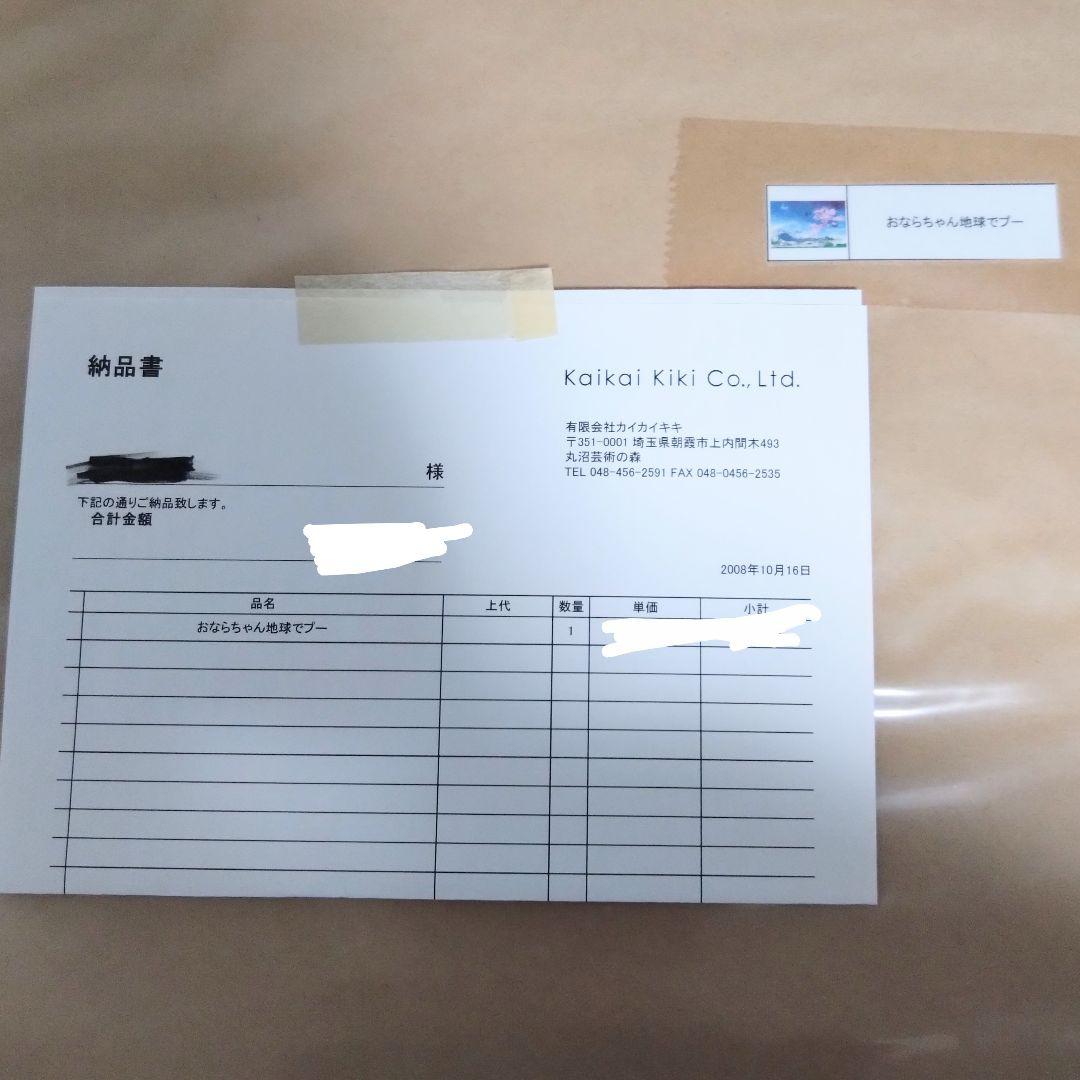 おならちゃん地球でプー
納品書
Kaikai Kiki Co., Ltd.
有限会社カイカイキキ
〒351-0001 埼玉県朝霞市上内間木493
丸沼芸術の森
TEL 048-456-2591 FAX 048-0456-2535
様
下記の通りご納品致します。
合計金額
2008年10月16日
品名 上代 数量 単価 小計
おならちゃん地球でプー 1